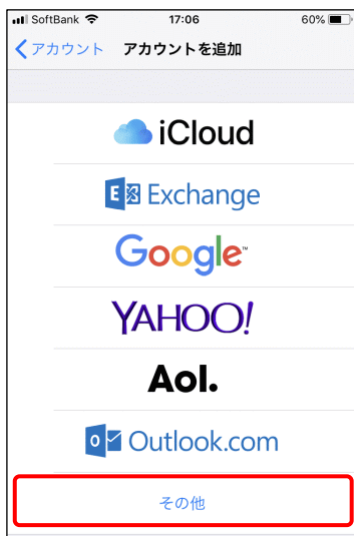 SoftBank 17:06 60%
アカウント アカウントを追加
iCloud
Exchange
Google
YAHOO!
Aol.
Outlook.com
その他